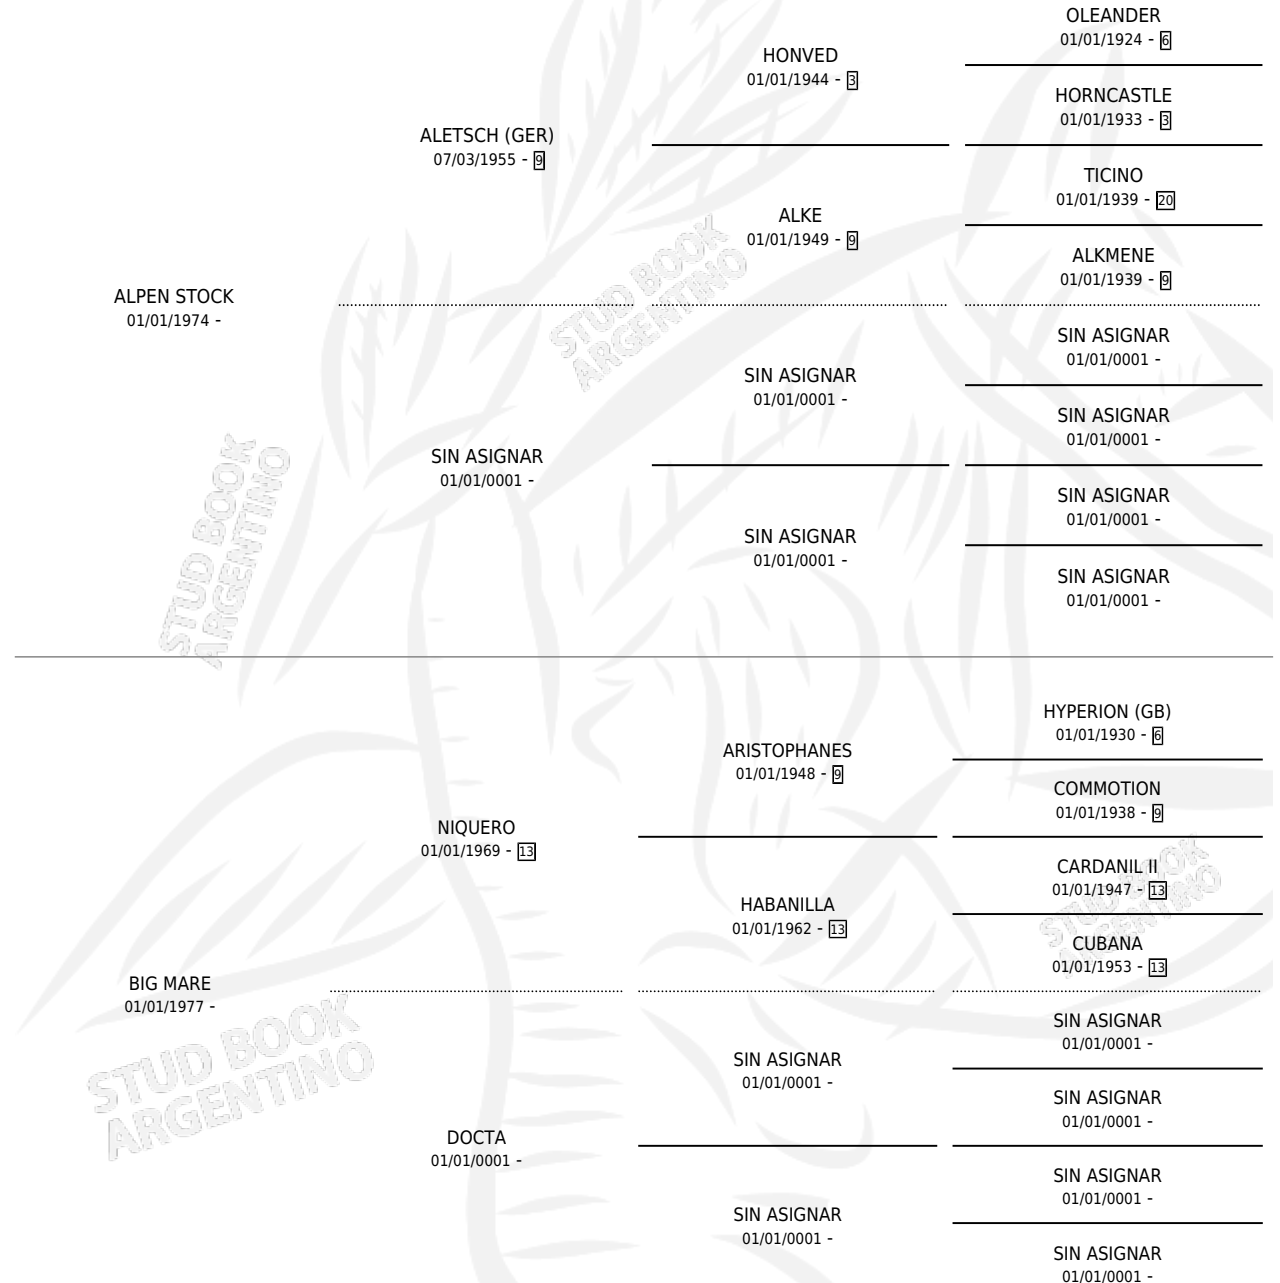 OLEANDER
01/01/1924 - 6
HONVED
01/01/1944 - 3
HORNCASTLE
01/01/1933 - 3
ALETSCH (GER)
07/03/1955 - 9
TICINO
01/01/1939 - 20
ALKE
01/01/1949 - 9
ALKMENE
01/01/1939 - 9
ALPEN STOCK
01/01/1974 -
STUD BOOK
ARGENTINO
SIN ASIGNAR
01/01/0001 -
SIN ASIGNAR
01/01/0001 -
SIN ASIGNAR
01/01/0001 -
SIN ASIGNAR
01/01/0001 -
STUD BOOK
ARGENTINO
SIN ASIGNAR
01/01/0001 -
SIN ASIGNAR
01/01/0001 -
SIN ASIGNAR
01/01/0001 -
HYPERION (GB)
01/01/1930 - 6
ARISTOPHANES
01/01/1948 - 9
COMMOTION
01/01/1938 - 9
NIQUERO
01/01/1969 - 13
CARDANIL II
01/01/1947 - 13
STUD BOOK
ARGENTINO
HABANILLA
01/01/1962 - 13
CUBANA
01/01/1953 - 13
BIG MARE
01/01/1977 -
STUD BOOK
ARGENTINO
SIN ASIGNAR
01/01/0001 -
SIN ASIGNAR
01/01/0001 -
SIN ASIGNAR
01/01/0001 -
DOCTA
01/01/0001 -
SIN ASIGNAR
01/01/0001 -
SIN ASIGNAR
01/01/0001 -
SIN ASIGNAR
01/01/0001 -